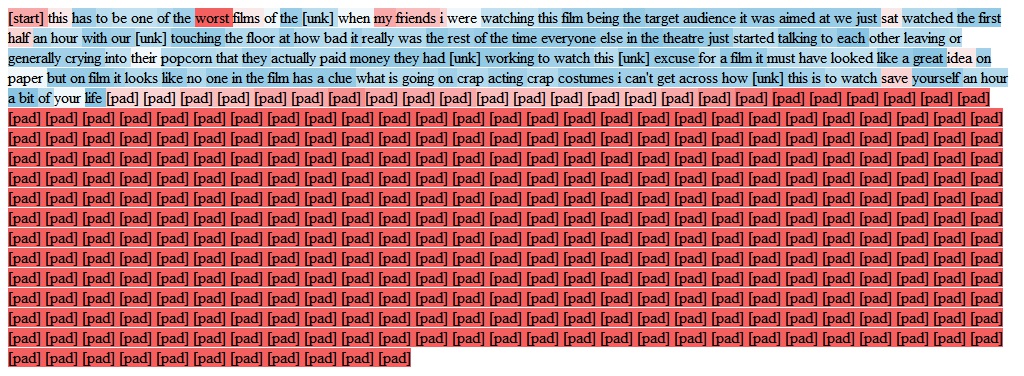 [start] this has to be one of the worst films of the [unk] when my friends i were watching this film being the target audience it was aimed at we just sat watched the first
half an hour with our [unk] touching the floor at how bad it really was the rest of the time everyone else in the theatre just started talking to each other leaving or
generally crying into their popcorn that they actually paid money they had [unk] working to watch this [unk] excuse for a film it must have looked like a great idea on
paper but on film it looks like no one in the film has a clue what is going on crap acting crap costumes i can't get across how [unk] this is to watch save yourself an hour
a bit of your life [pad] [pad] [pad] [pad] [pad] [pad] [pad] [pad] [pad] [pad] [pad] [pad] [pad] [pad] [pad] [pad] [pad] [pad] [pad] [pad] [pad] [pad] [pad] [pad]
[pad] [pad] [pad] [pad] [pad] [pad] [pad] [pad] [pad] [pad] [pad] [pad] [pad] [pad] [pad] [pad] [pad] [pad] [pad] [pad] [pad] [pad] [pad] [pad] [pad] [pad] [pad]
[pad] [pad] [pad] [pad] [pad] [pad] [pad] [pad] [pad] [pad] [pad] [pad] [pad] [pad] [pad] [pad] [pad] [pad] [pad] [pad] [pad] [pad] [pad] [pad] [pad] [pad] [pad]
[pad] [pad] [pad] [pad] [pad] [pad] [pad] [pad] [pad] [pad] [pad] [pad] [pad] [pad] [pad] [pad] [pad] [pad] [pad] [pad] [pad] [pad] [pad] [pad] [pad] [pad] [pad]
[pad] [pad] [pad] [pad] [pad] [pad] [pad] [pad] [pad] [pad] [pad] [pad] [pad] [pad] [pad] [pad] [pad] [pad] [pad] [pad] [pad] [pad] [pad] [pad] [pad] [pad] [pad]
[pad] [pad] [pad] [pad] [pad] [pad] [pad] [pad] [pad] [pad] [pad] [pad] [pad] [pad] [pad] [pad] [pad] [pad] [pad] [pad] [pad] [pad] [pad] [pad] [pad] [pad] [pad]
[pad] [pad] [pad] [pad] [pad] [pad] [pad] [pad] [pad] [pad] [pad] [pad] [pad] [pad] [pad] [pad] [pad] [pad] [pad] [pad] [pad] [pad] [pad] [pad] [pad] [pad] [pad]
[pad] [pad] [pad] [pad] [pad] [pad] [pad] [pad] [pad] [pad] [pad] [pad] [pad] [pad] [pad] [pad] [pad] [pad] [pad] [pad] [pad] [pad] [pad] [pad] [pad] [pad] [pad]
[pad] [pad] [pad] [pad] [pad] [pad] [pad] [pad] [pad] [pad] [pad] [pad] [pad] [pad] [pad] [pad] [pad] [pad] [pad] [pad] [pad] [pad] [pad] [pad] [pad] [pad] [pad]
[pad] [pad] [pad] [pad] [pad] [pad] [pad] [pad] [pad] [pad] [pad] [pad] [pad] [pad] [pad] [pad] [pad] [pad] [pad] [pad] [pad] [pad] [pad] [pad] [pad] [pad] [pad]
[pad] [pad] [pad] [pad] [pad] [pad] [pad] [pad] [pad] [pad] [pad] [pad] [pad] [pad] [pad] [pad] [pad] [pad] [pad] [pad] [pad] [pad] [pad] [pad] [pad] [pad] [pad]
[pad] [pad] [pad] [pad] [pad] [pad] [pad] [pad] [pad] [pad] [pad] [pad] [pad] [pad] [pad] [pad] [pad] [pad] [pad] [pad] [pad] [pad] [pad] [pad] [pad] [pad] [pad]
[pad] [pad] [pad] [pad] [pad] [pad] [pad] [pad] [pad] [pad] [pad] [pad] [pad] [pad] [pad] [pad] [pad] [pad] [pad] [pad] [pad] [pad] [pad] [pad] [pad] [pad] [pad]
[pad] [pad] [pad] [pad] [pad] [pad] [pad] [pad] [pad] [pad] [pad]